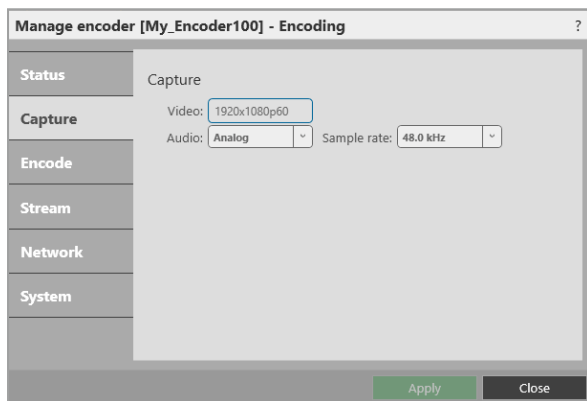 Manage encoder [My_Encoder100] - Encoding ?
Status
Capture
Encode
Stream
Network
System
Capture
Video: 1920x1080p60
Audio: Analog Sample rate: 48.0 kHz
Apply Close